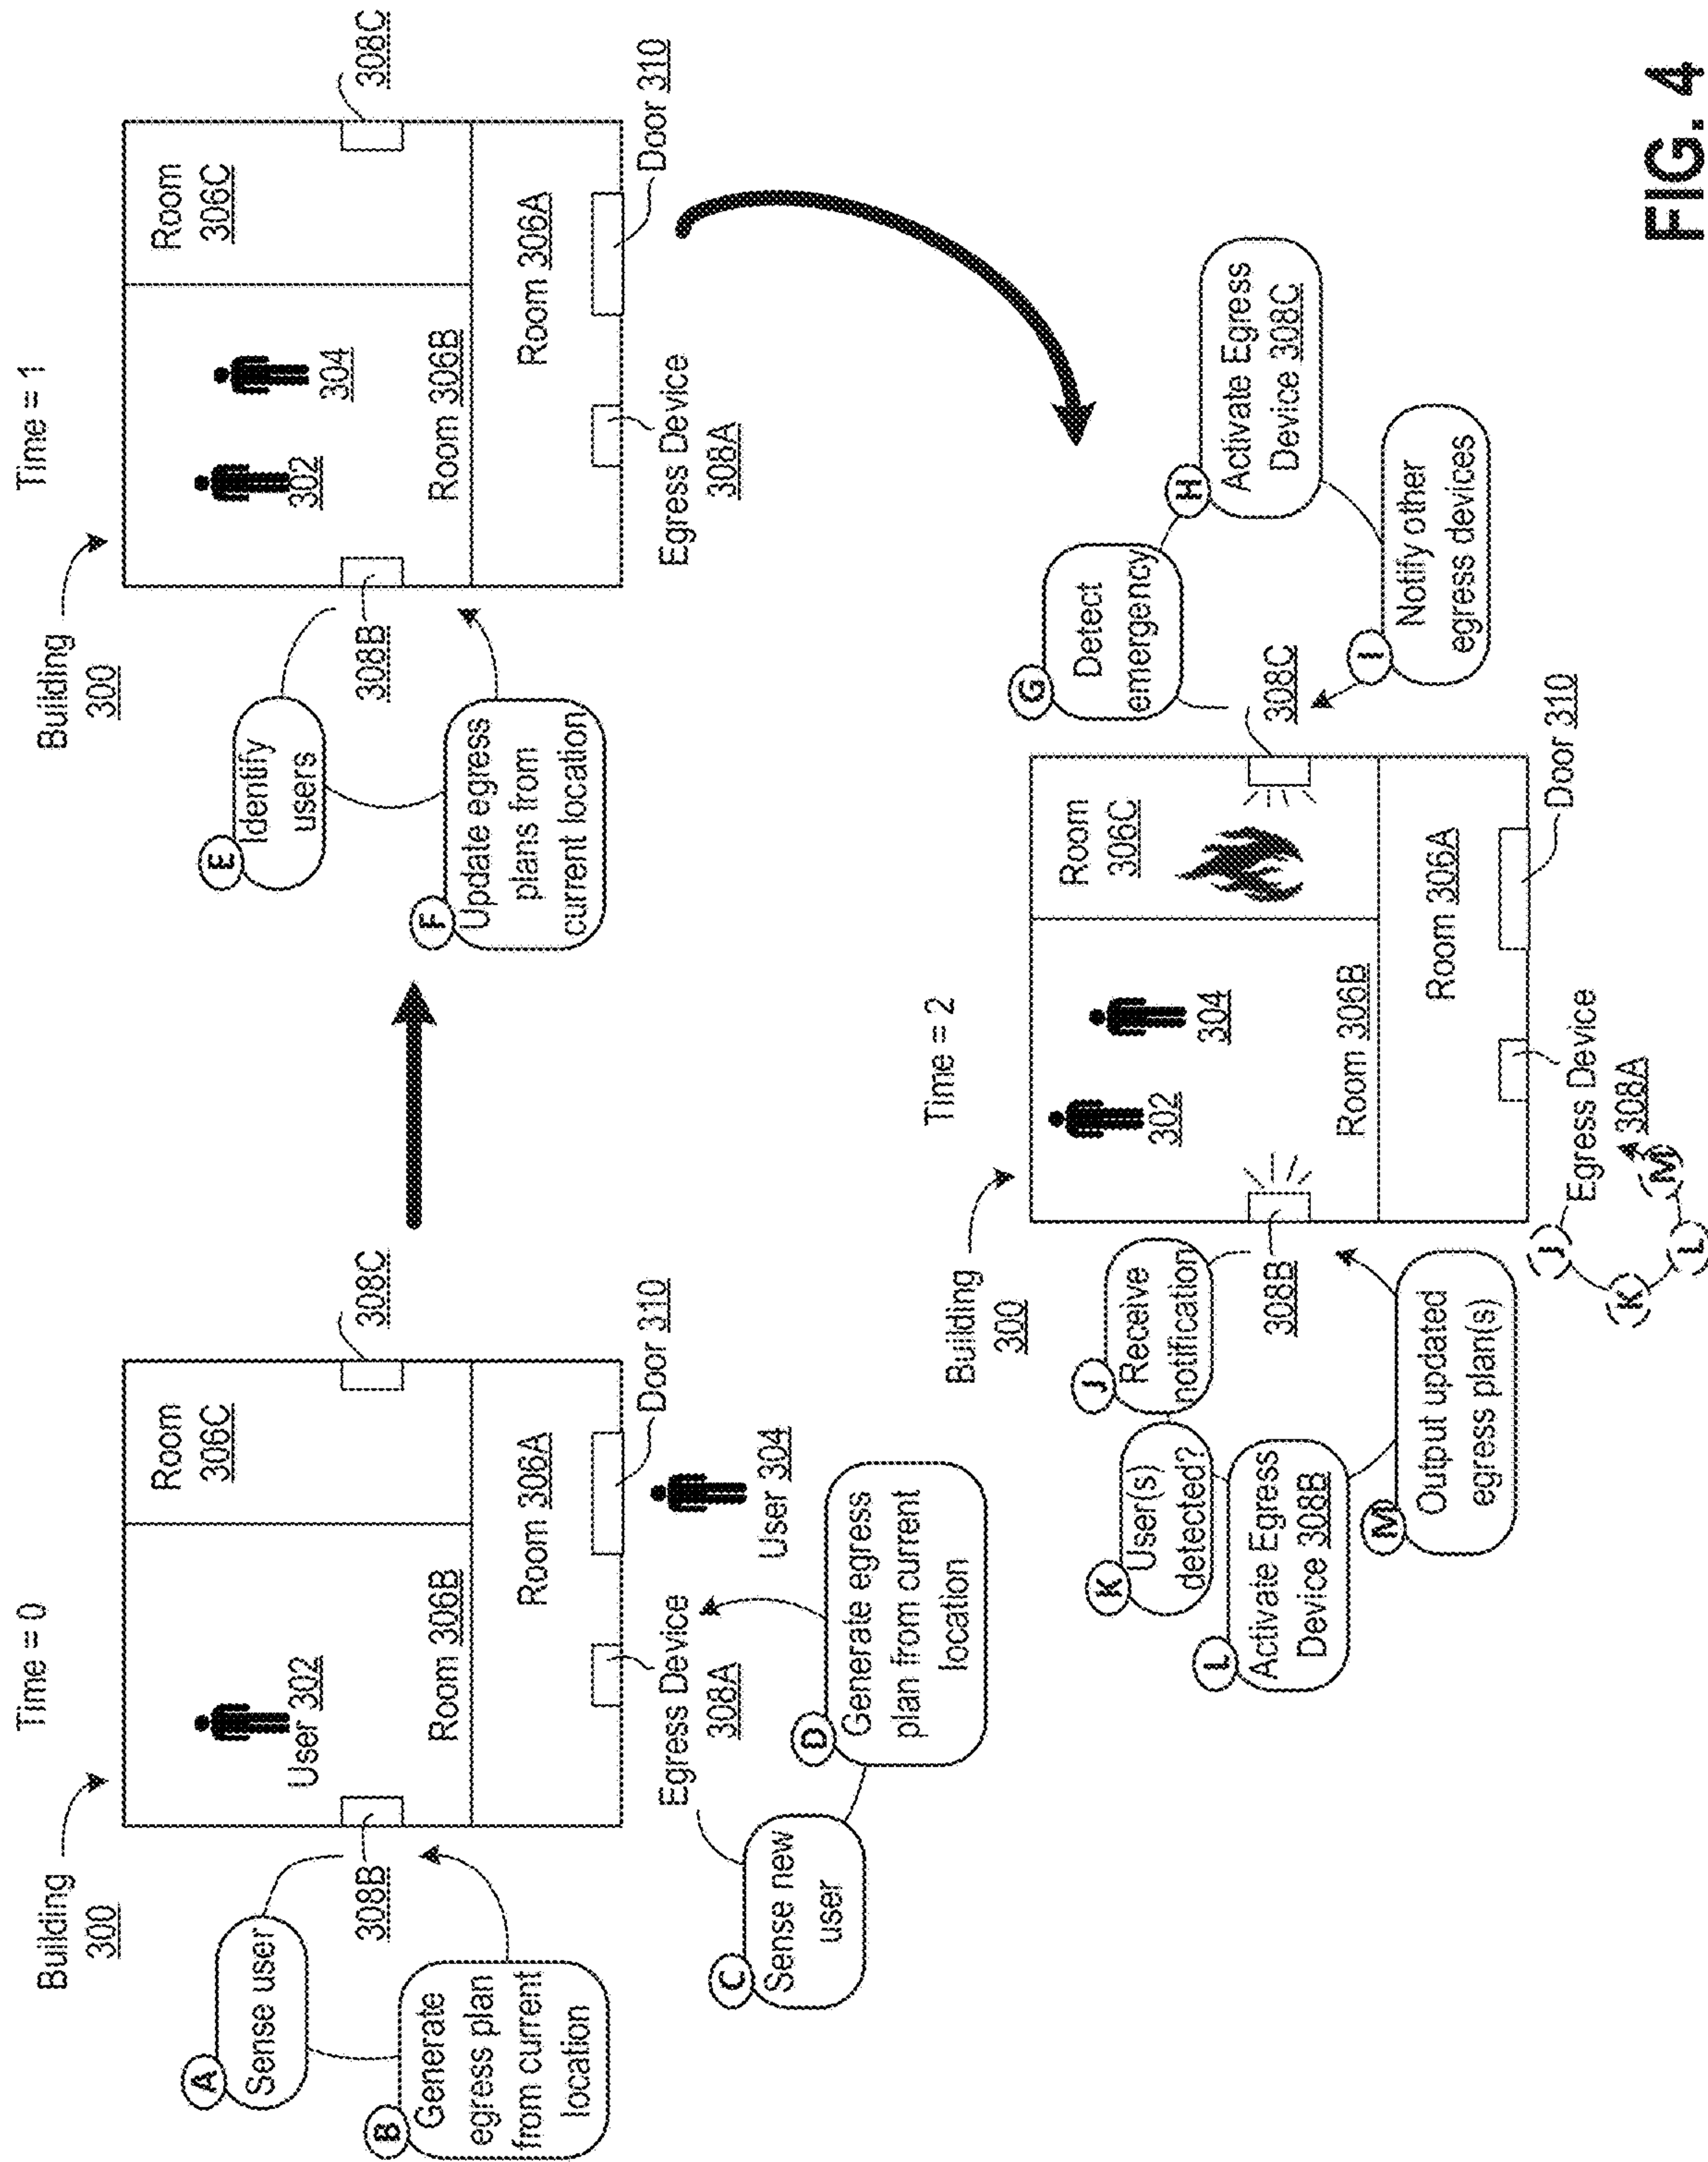 Time = 0
Building
300
A
Sense user
B
Generate
egress plan
from current
location
308B
User 302
Room 306B
Room
306C
308C
Room 306A
Door 310
Egress Device
308A
User 304
C
Sense new
user
D
Generate egress
plan from current
location
Time = 1
Building
300
E
Identify
users
F
Update egress
plans from
current location
308B
302
304
Room 306B
Room
306C
308C
Room 306A
Door 310
Egress Device
308A
Time = 2
Building
300
J
Receive
notification
K
User(s)
detected?
L
Activate Egress
Device 308B
M
Output updated
egress plan(s)
308B
302
304
Room 306B
Room
306C
308C
Room 306A
Door 310
Egress Device
308A
J
K
L
M
G
Detect
emergency
H
Activate Egress
Device 308C
I
Notify other
egress devices
FIG. 4